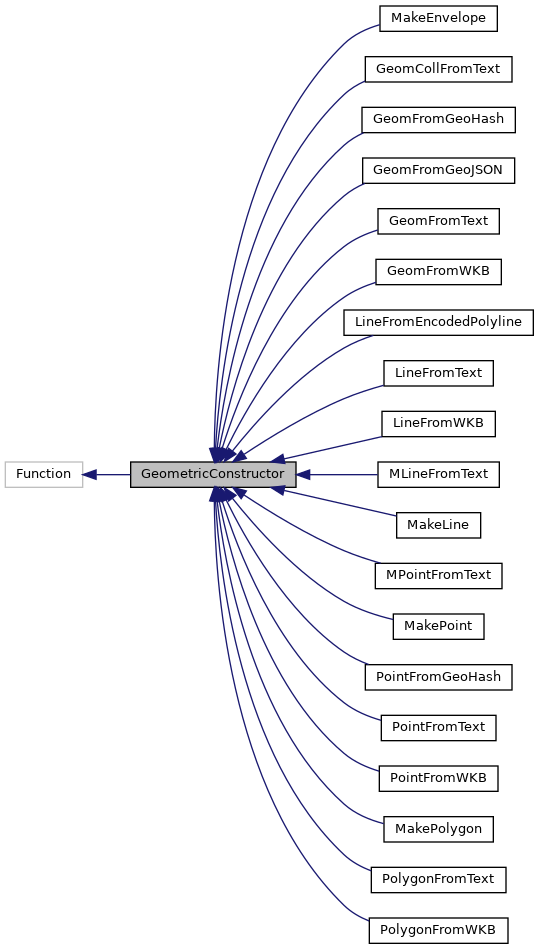 MakeEnvelope
GeomCollFromText
GeomFromGeoHash
GeomFromGeoJSON
GeomFromText
GeomFromWKB
LineFromEncodedPolyline
LineFromText
LineFromWKB
Function
GeometricConstructor
MLineFromText
MakeLine
MPointFromText
MakePoint
PointFromGeoHash
PointFromText
PointFromWKB
MakePolygon
PolygonFromText
PolygonFromWKB